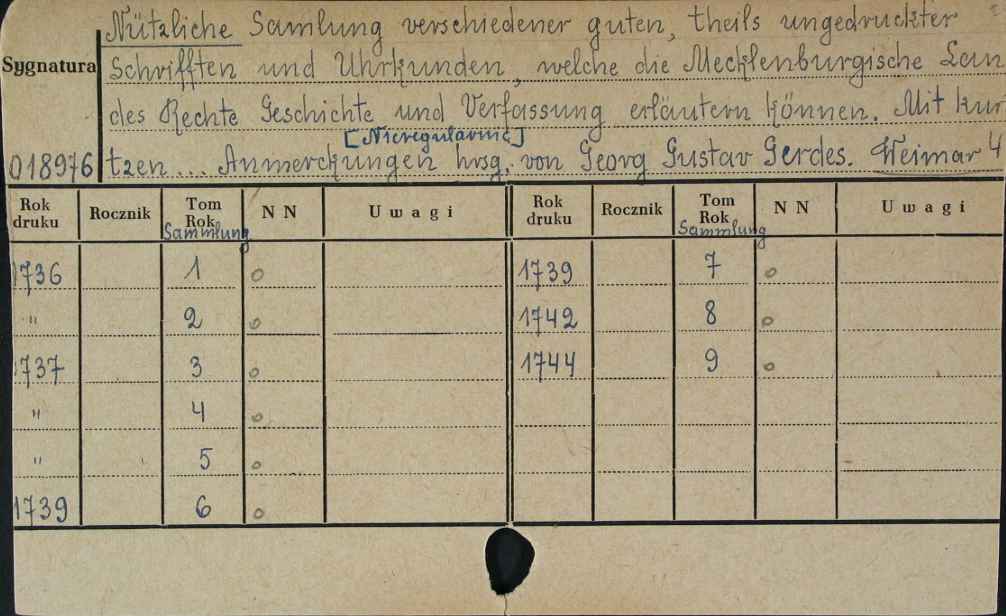 Nützliche Samlung verschiedener guten, theils ungedruckter
Sygnatura Schrifften und Uhrkunden, welche die Mecklenburgische Lan
des Rechte Geschichte und Verfassung erläutern können. Mit kur
[Nieregularnie]
018976 tzen ... Anmerckungen hrsg. von Georg Gustav Gerdes. Weimar 4
Rok druku Rocznik Tom Rok Sammlung N N Uwagi Rok druku Rocznik Tom Rok Sammlung N N Uwagi
1736 1 o 1739 7 o
" 2 o 1742 8 o
1737 3 o 1744 9 o
" 4 o
" 5 o
1739 6 o